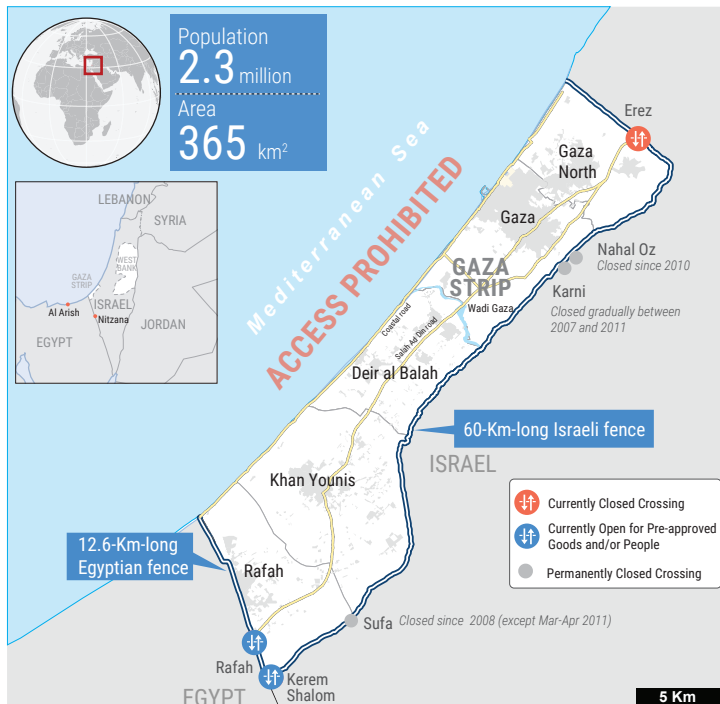 Population
2.3 million
Area
365 km²
Mediterranean Sea
ACCESS PROHIBITED
Erez
Gaza
North
Gaza
Nahal Oz
Closed since 2010
Karni
Closed gradually between
2007 and 2011
GAZA
STRIP
Wadi Gaza
Coastal road
Salah Ad Din road
Deir al Balah
LEBANON
SYRIA
WEST
BANK
GAZA
STRIP
ISRAEL
Al Arish
Nitzana
JORDAN
EGYPT
60-Km-long Israeli fence
ISRAEL
Khan Younis
12.6-Km-long
Egyptian fence
Rafah
Sufa
Closed since 2008 (except Mar-Apr 2011)
Rafah
Kerem
Shalom
EGYPT
Currently Closed Crossing
Currently Open for Pre-approved
Goods and/or People
Permanently Closed Crossing
5 Km